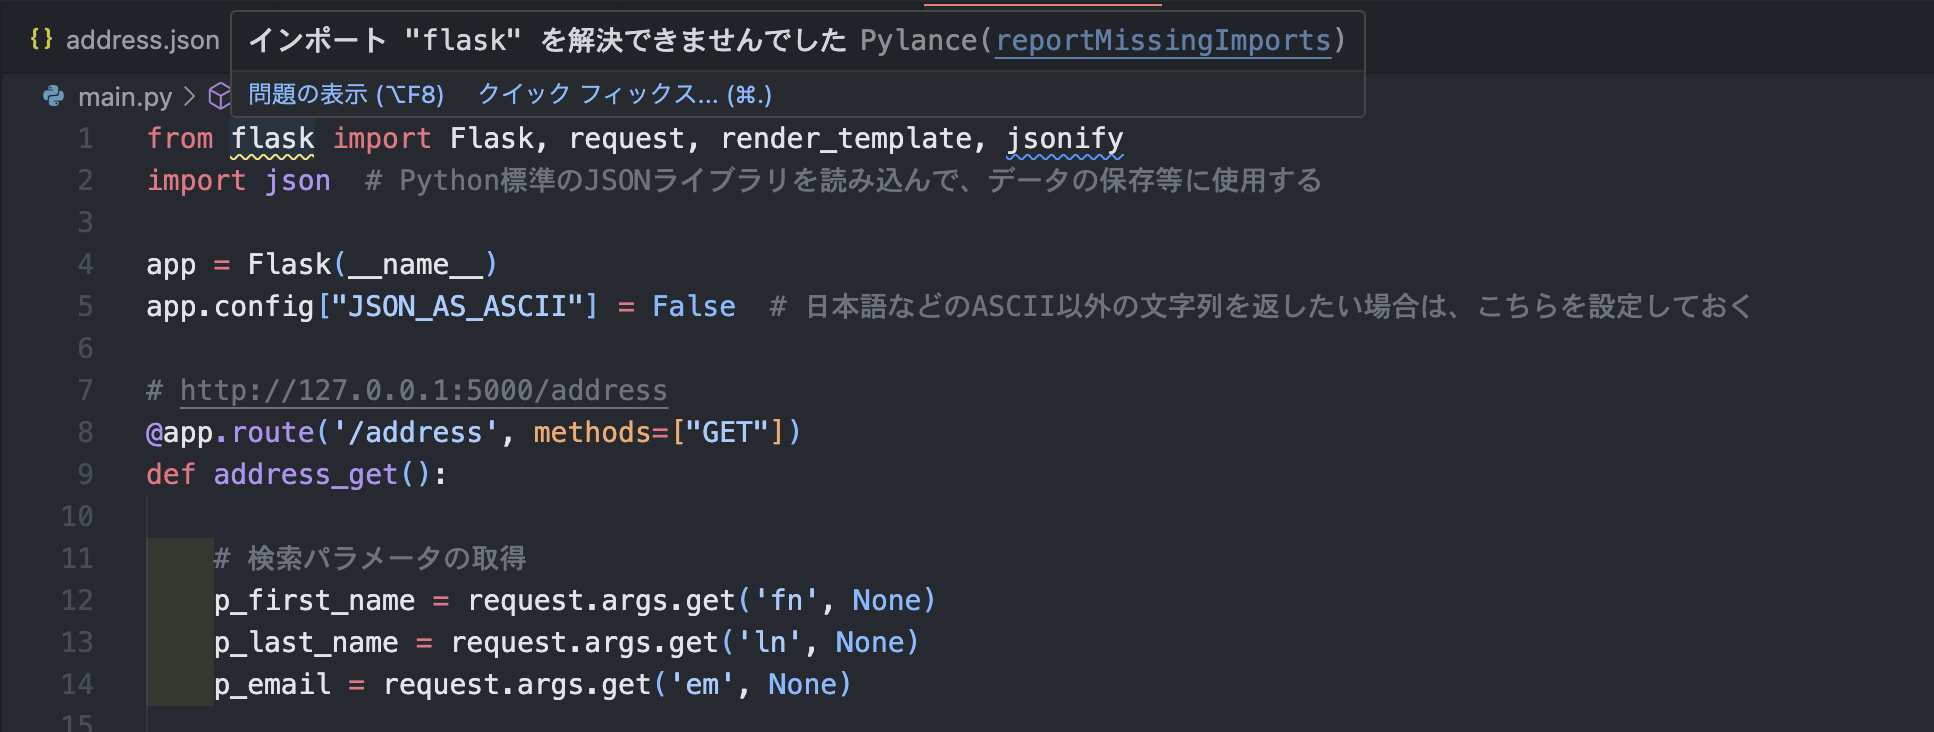 {} address.json
インポート "flask" を解決できませんでした Pylance(reportMissingImports)
問題の表示 (⌥F8) クイック フィックス... (⌘.)
main.py >
1 from flask import Flask, request, render_template, jsonify
2 import json  # Python標準のJSONライブラリを読み込んで、データの保存等に使用する
3
4 app = Flask(__name__)
5 app.config["JSON_AS_ASCII"] = False  # 日本語などのASCII以外の文字列を返したい場合は、こちらを設定しておく
6
7 # http://127.0.0.1:5000/address
8 @app.route('/address', methods=["GET"])
9 def address_get():
10
11     # 検索パラメータの取得
12     p_first_name = request.args.get('fn', None)
13     p_last_name = request.args.get('ln', None)
14     p_email = request.args.get('em', None)
15